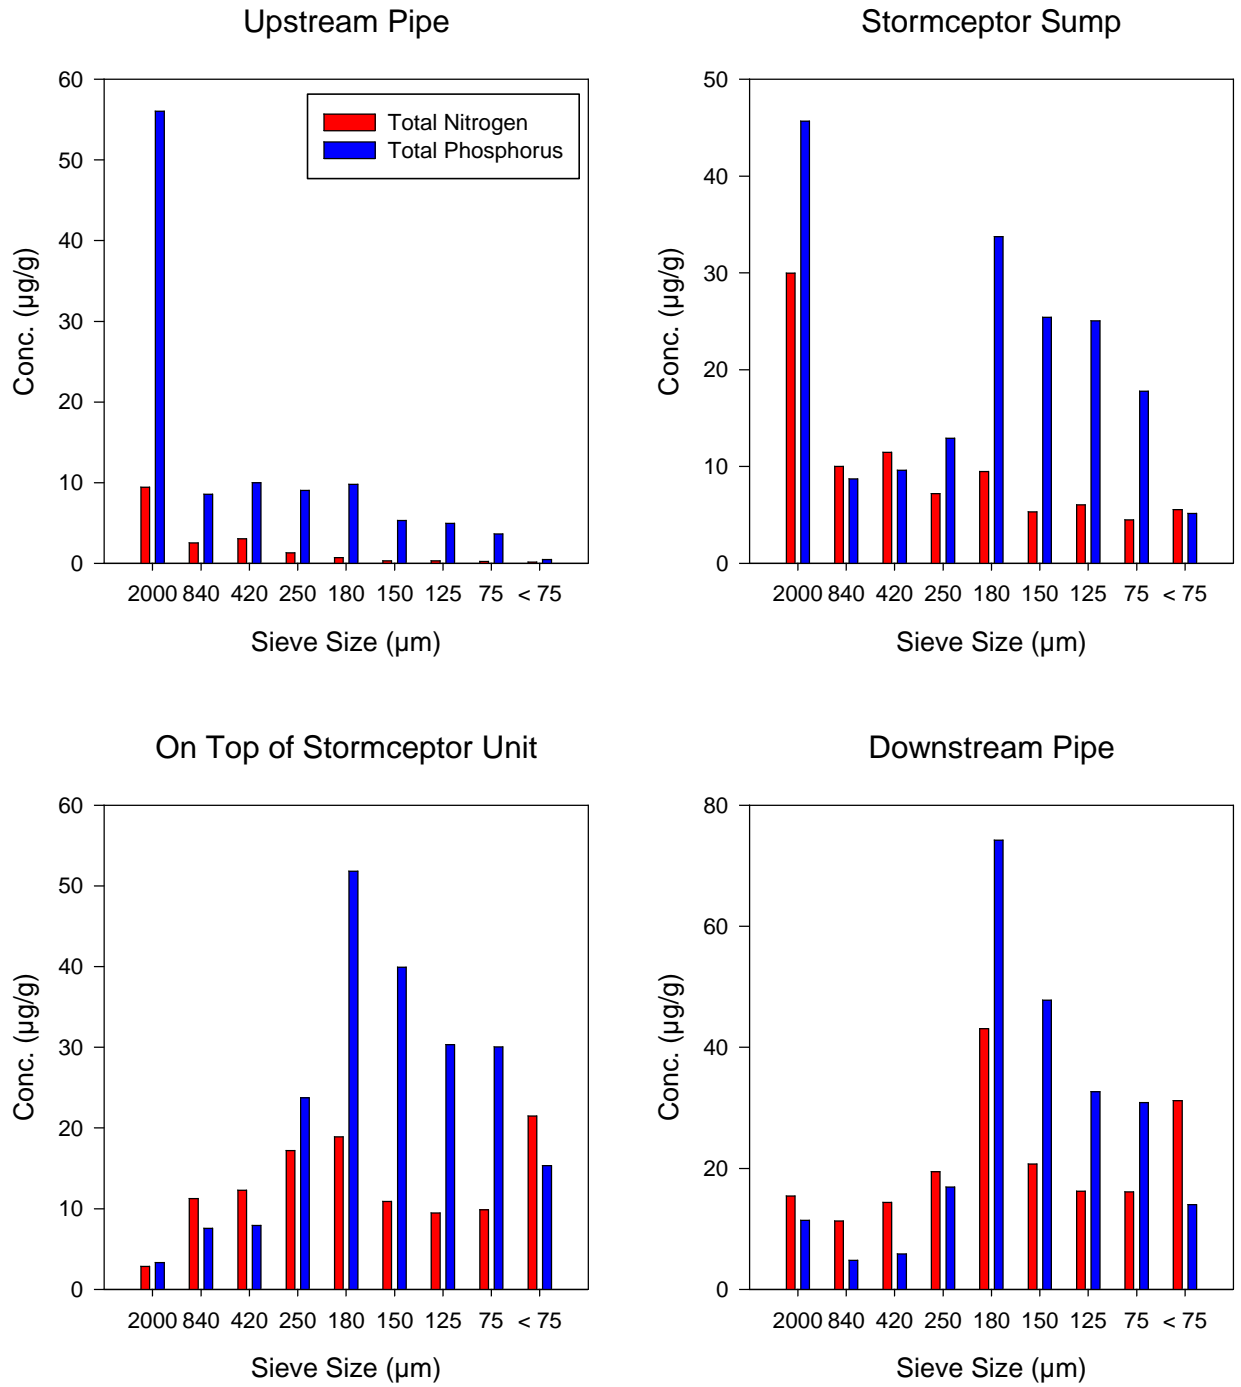 Upstream Pipe
60
50
40
30
20
10
0
Conc. (µg/g)
Total Nitrogen
Total Phosphorus
2000 840 420 250 180 150 125 75 < 75
Sieve Size (µm)
Stormceptor Sump
50
40
30
20
10
0
Conc. (µg/g)
2000 840 420 250 180 150 125 75 < 75
Sieve Size (µm)
On Top of Stormceptor Unit
60
50
40
30
20
10
0
Conc. (µg/g)
2000 840 420 250 180 150 125 75 < 75
Sieve Size (µm)
Downstream Pipe
80
60
40
20
0
Conc. (µg/g)
2000 840 420 250 180 150 125 75 < 75
Sieve Size (µm)